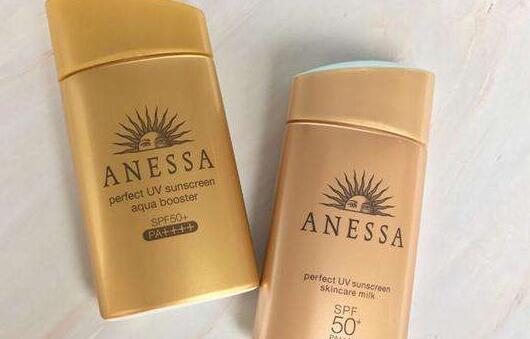 ANESSA
perfect UV sunscreen
aqua booster
SPF50+
PA++++
ANESSA
perfect UV sunscreen
skincare milk
SPF
50+